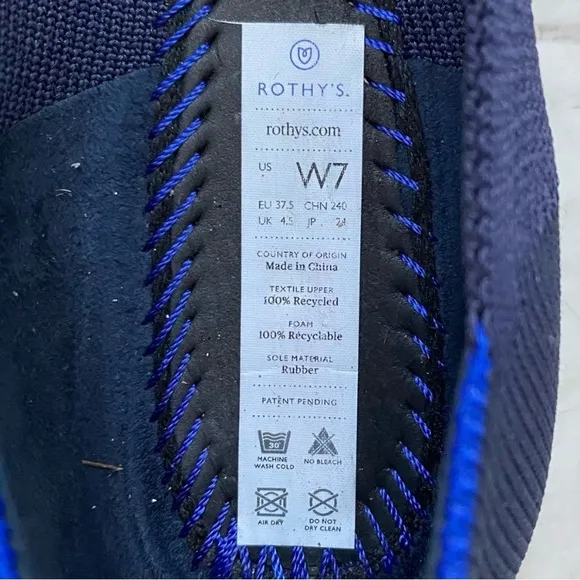 ROTHY'S.
rothys.com
US W7
EU 37.5 CHN 240
UK 4.5 JP 24
COUNTRY OF ORIGIN
Made in China
TEXTILE UPPER
100% Recycled
FOAM
100% Recyclable
SOLE MATERIAL
Rubber
PATENT PENDING
30°
MACHINE WASH COLD
NO BLEACH
AIR DRY
DO NOT DRY CLEAN